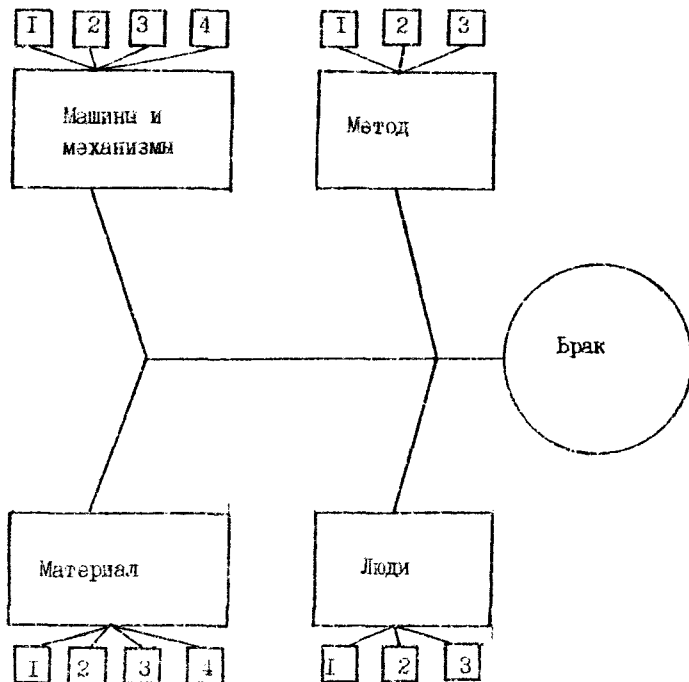 I 2 3 4
I 2 3
Машины и
механизмы
Метод
Брак
Материал
Люди
I 2 3 4
I 2 3